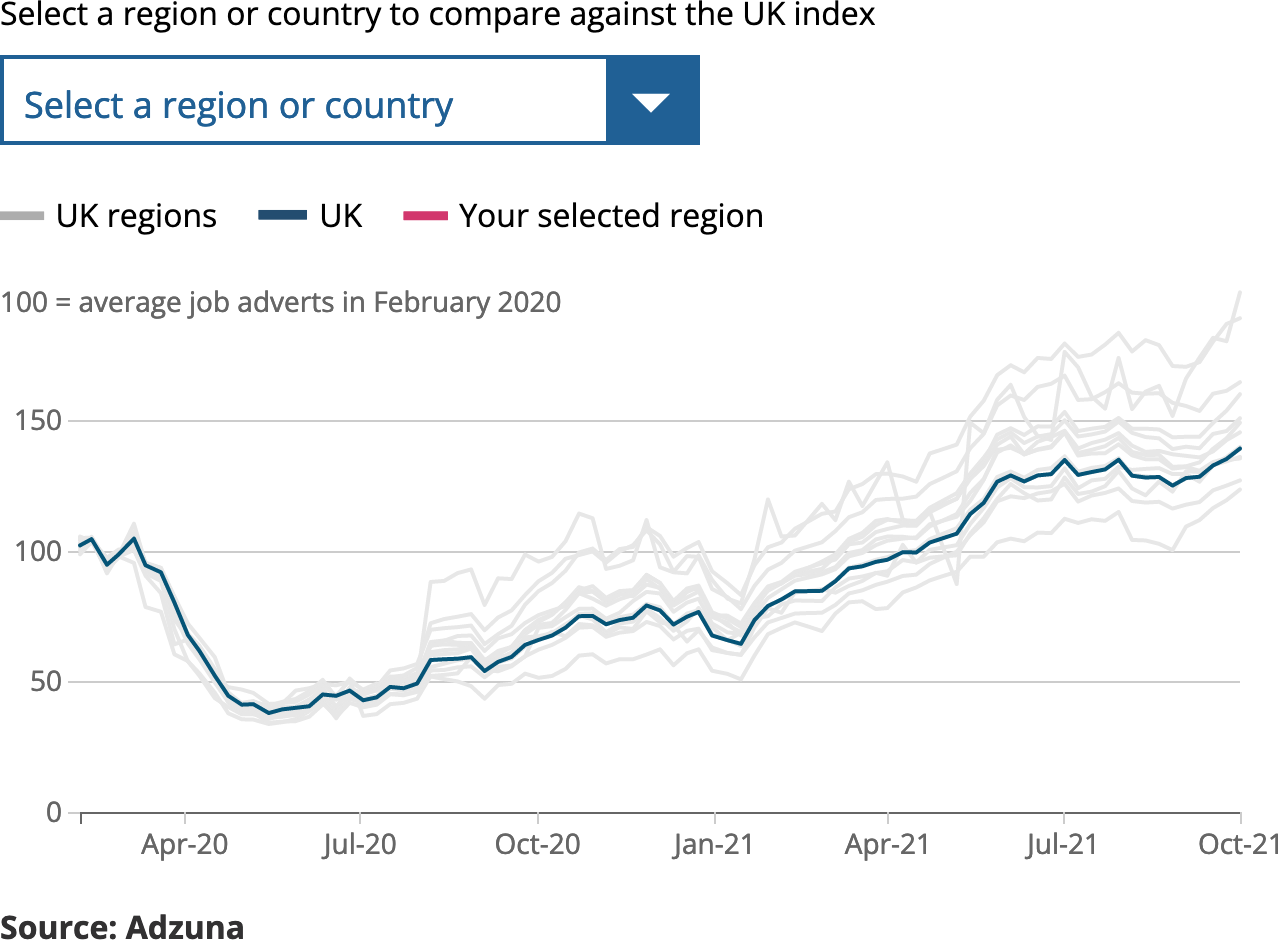 Select a region or country to compare against the UK index
Select a region or country
UK regions UK Your selected region
100 = average job adverts in February 2020
150
100
50
0
Apr-20 Jul-20 Oct-20 Jan-21 Apr-21 Jul-21 Oct-21
Source: Adzuna